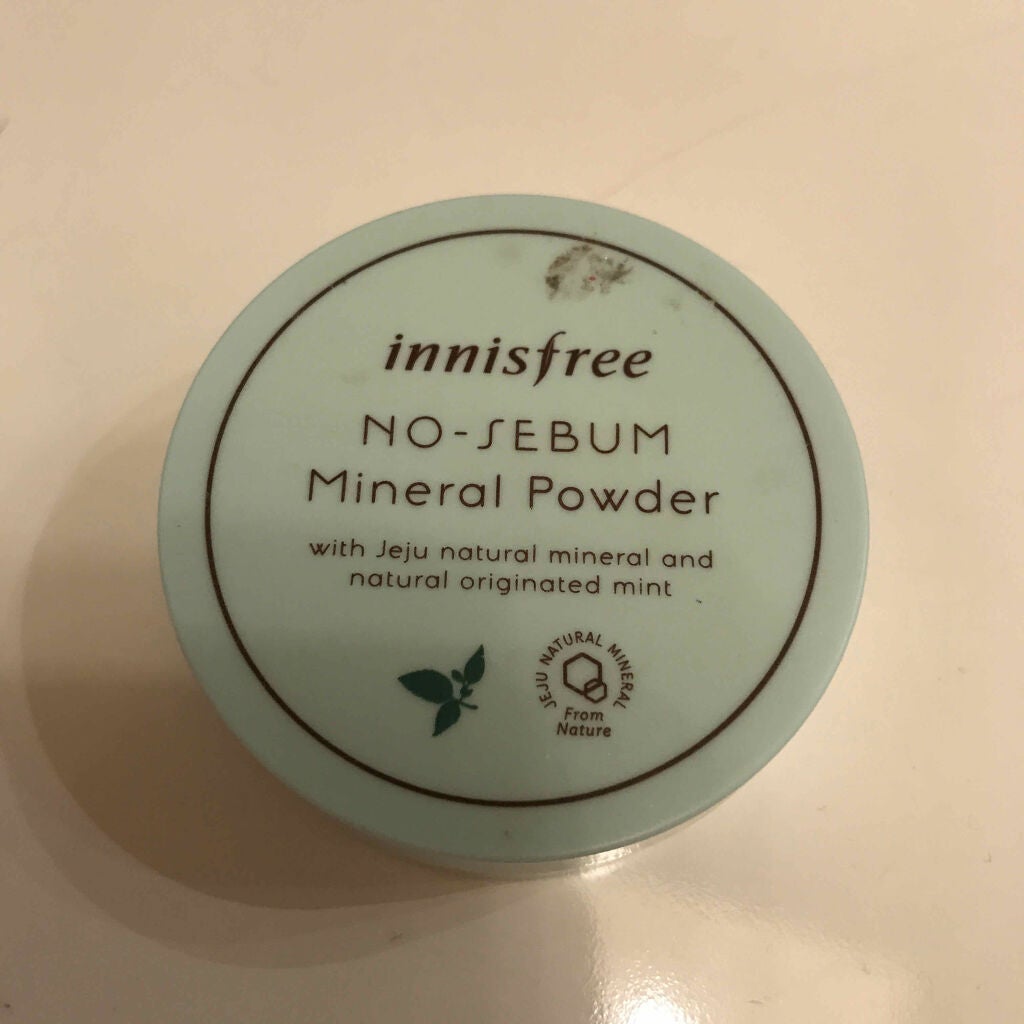 innisfree
NO-SEBUM
Mineral Powder
with Jeju natural mineral and
natural originated mint
JEJU NATURAL MINERAL
From
Nature